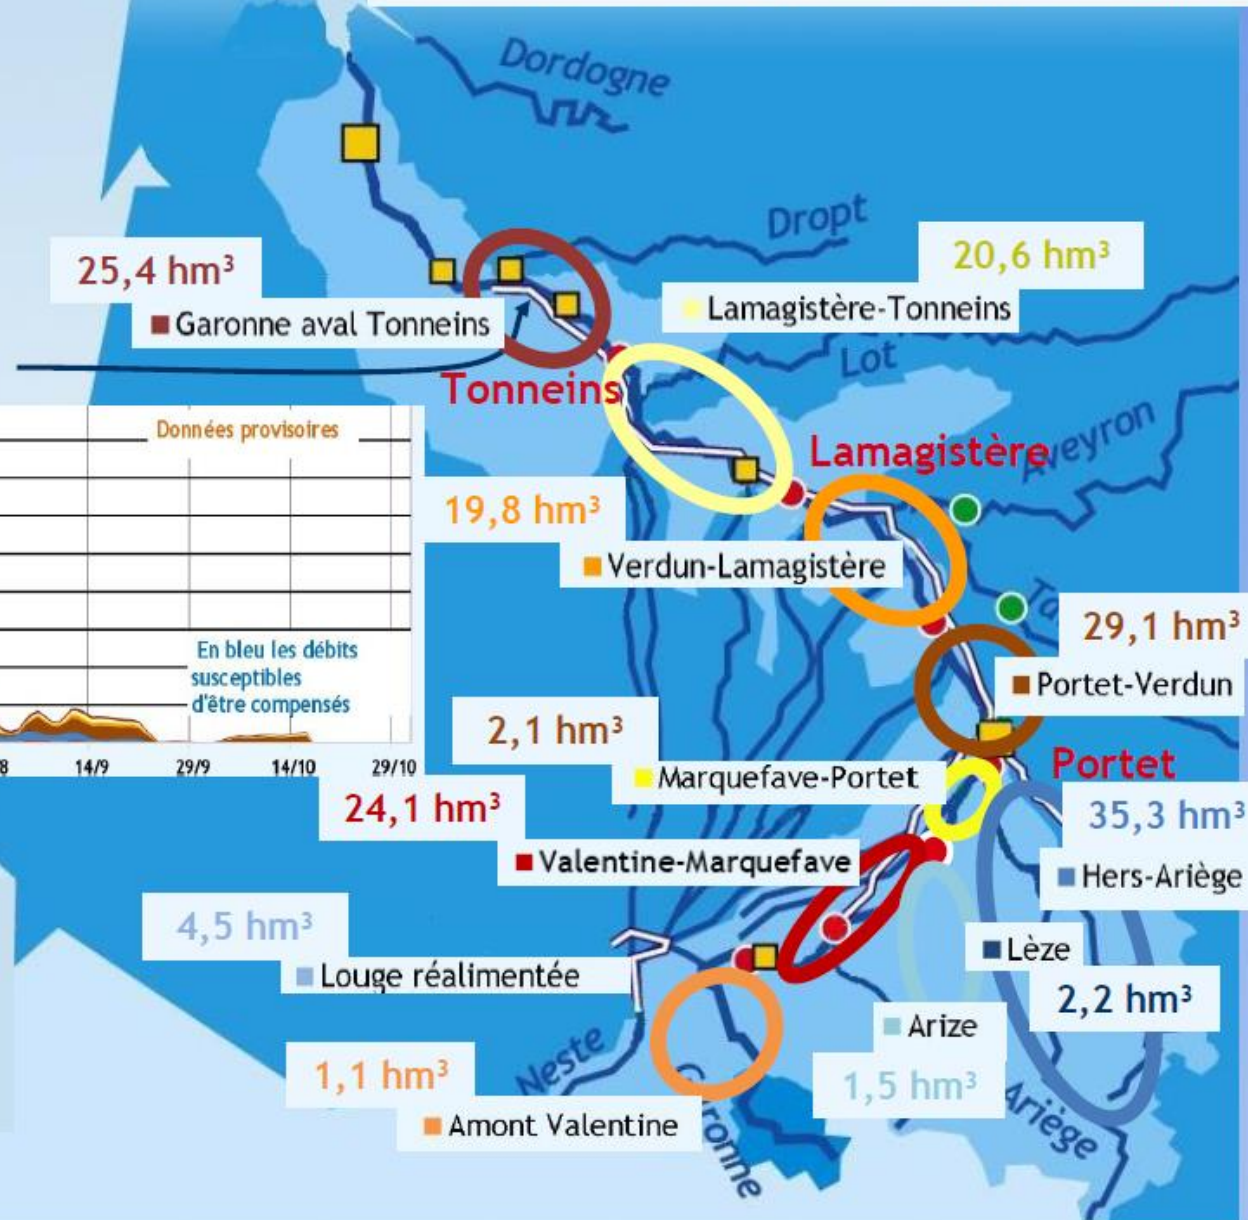 Dordogne
Dropt
25,4 hm³
20,6 hm³
Garonne aval Tonneins
Lamagistère-Tonneins
Lot
Tonneins
Données provisoires
Lamagistère
Aveyron
19,8 hm³
Verdun-Lamagistère
29,1 hm³
En bleu les débits
susceptibles
d'être compensés
Portet-Verdun
2,1 hm³
14/9 29/9 14/10 29/10
Marquefave-Portet
Portet
24,1 hm³
35,3 hm³
Valentine-Marquefave
Hers-Ariège
4,5 hm³
Lèze
Louge réalimentée
2,2 hm³
Arize
Neste
1,1 hm³
1,5 hm³
Amont Valentine
Garonne
Ariège